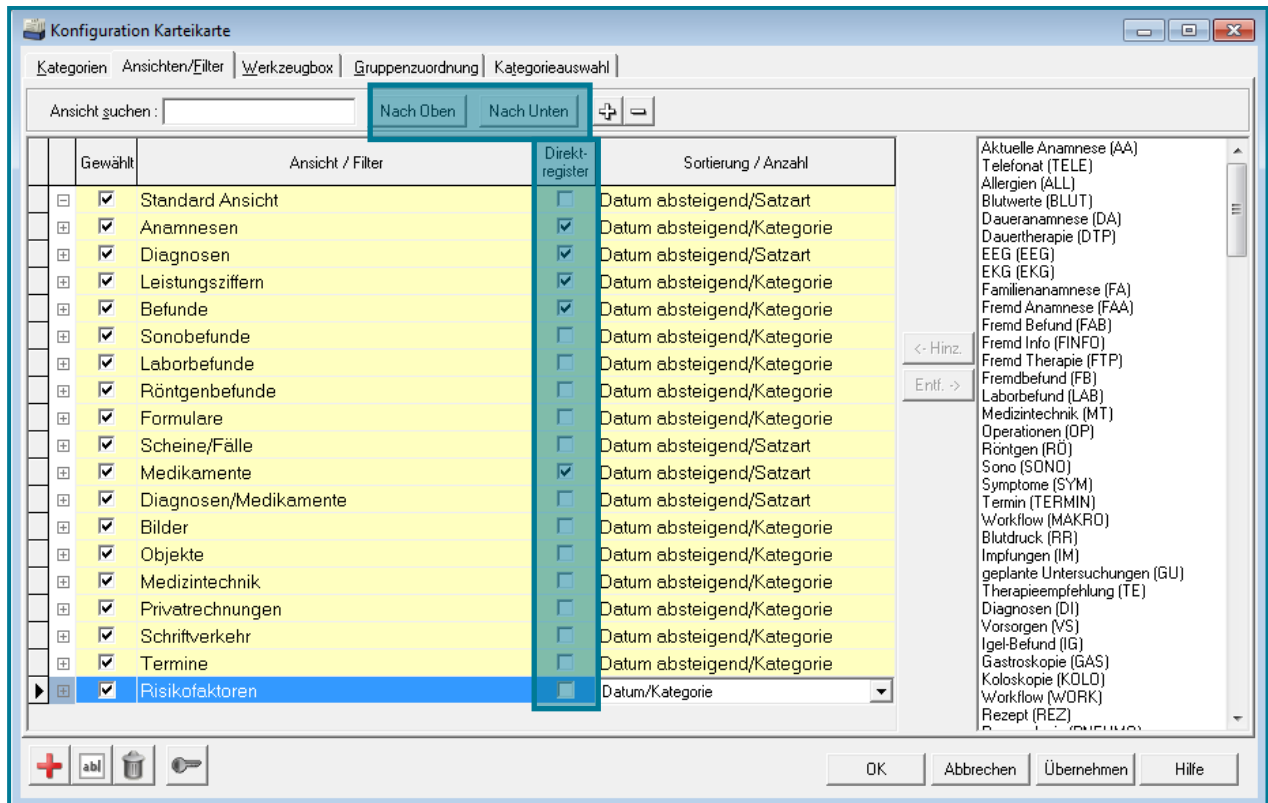 Konfiguration Karteikarte
Kategorien Ansichten/Filter Werkzeugbox Gruppenzuordnung Kategorieauswahl
Ansicht suchen : Nach Oben Nach Unten
Gewählt Ansicht / Filter Direkt-register Sortierung / Anzahl
Standard Ansicht Datum absteigend/Satzart
Anamnesen Datum absteigend/Kategorie
Diagnosen Datum absteigend/Satzart
Leistungsziffern Datum absteigend/Kategorie
Befunde Datum absteigend/Kategorie
Sonobefunde Datum absteigend/Kategorie
Laborbefunde Datum absteigend/Kategorie
Röntgenbefunde Datum absteigend/Kategorie
Formulare Datum absteigend/Kategorie
Scheine/Fälle Datum absteigend/Satzart
Medikamente Datum absteigend/Satzart
Diagnosen/Medikamente Datum absteigend/Satzart
Bilder Datum absteigend/Kategorie
Objekte Datum absteigend/Kategorie
Medizintechnik Datum absteigend/Kategorie
Privatrechnungen Datum absteigend/Kategorie
Schriftverkehr Datum absteigend/Kategorie
Termine Datum absteigend/Kategorie
Risikofaktoren Datum/Kategorie
<- Hinz.
Entf. ->
Aktuelle Anamnese (AA)
Telefonat (TELE)
Allergien (ALL)
Blutwerte (BLUT)
Daueranamnese (DA)
Dauertherapie (DTP)
EEG (EEG)
EKG (EKG)
Familienanamnese (FA)
Fremd Anamnese (FAA)
Fremd Befund (FAB)
Fremd Info (FINFO)
Fremd Therapie (FTP)
Fremdbefund (FB)
Laborbefund (LAB)
Medizintechnik (MT)
Operationen (OP)
Röntgen (RÖ)
Sono (SONO)
Symptome (SYM)
Termin (TERMIN)
Workflow (MAKRO)
Blutdruck (RR)
Impfungen (IM)
geplante Untersuchungen (GU)
Therapieempfehlung (TE)
Diagnosen (DI)
Vorsorgen (VS)
Igel-Befund (IG)
Gastroskopie (GAS)
Koloskopie (KOLO)
Workflow (WORK)
Rezept (REZ)
abl
OK Abbrechen Übernehmen Hilfe